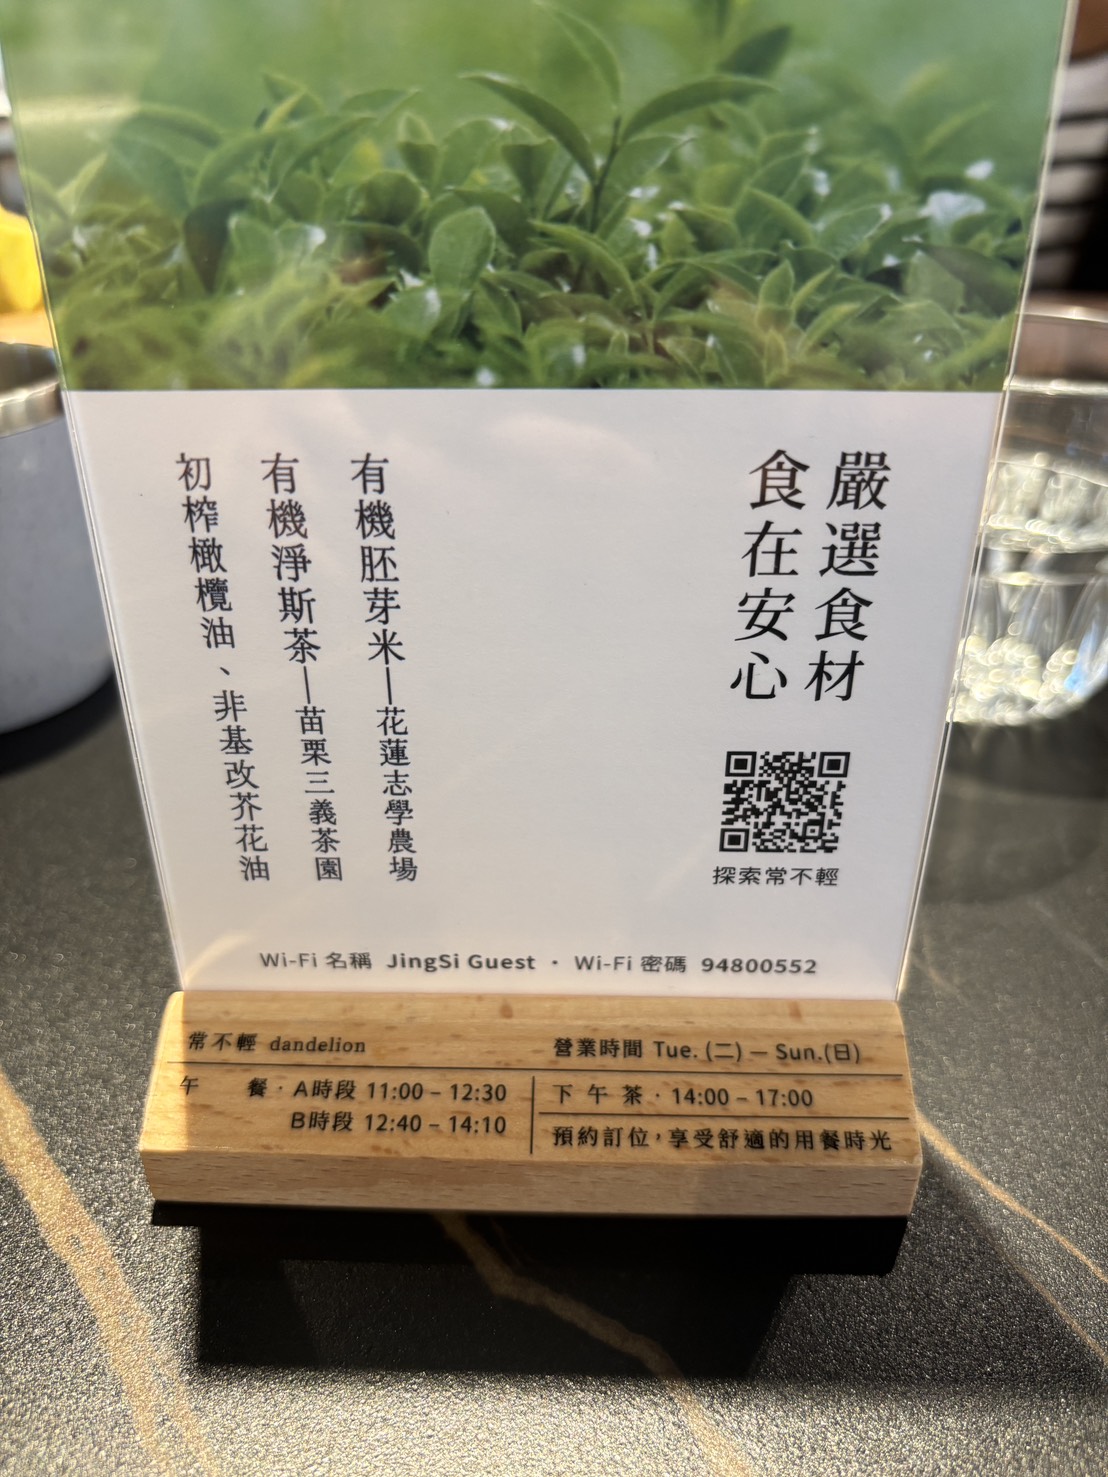 嚴選食材
食在安心
探索常不輕
有機胚芽米—花蓮志學農場
有機淨斯茶—苗栗三義茶園
初榨橄欖油、非基改芥花油
Wi-Fi 名稱 JingSi Guest · Wi-Fi 密碼 94800552
常不輕 dandelion
營業時間 Tue. (二) — Sun.(日)
午 餐 · A時段 11:00 – 12:30
B時段 12:40 – 14:10
下 午 茶 · 14:00 – 17:00
預約訂位，享受舒適的用餐時光